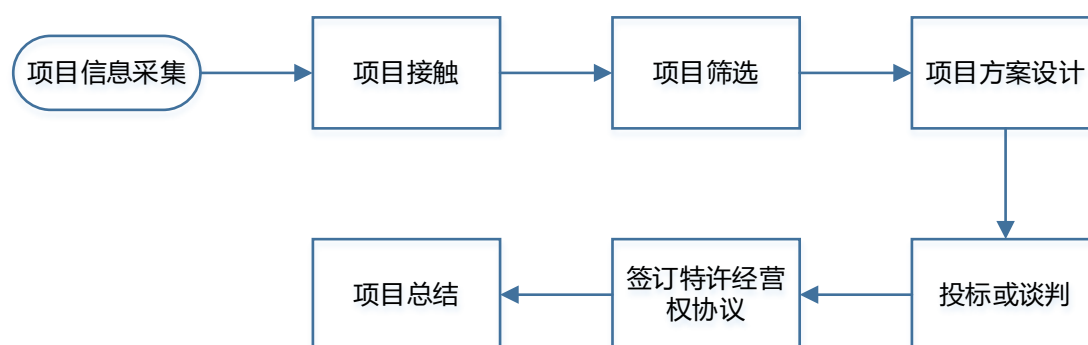 项目信息采集
项目接触
项目筛选
项目方案设计
投标或谈判
签订特许经营
权协议
项目总结